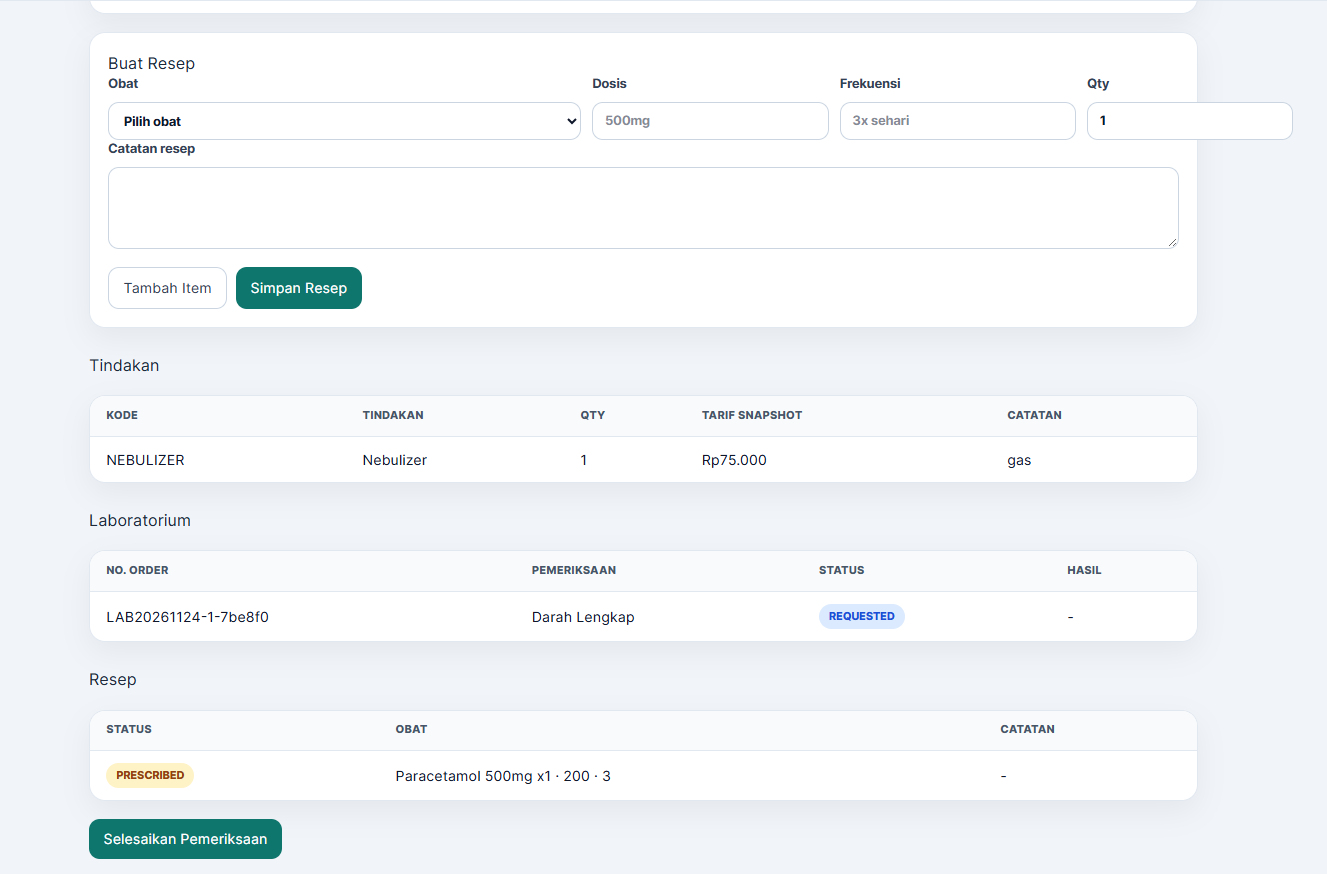 Buat Resep
Obat Dosis Frekuensi Qty
Pilih obat 500mg 3x sehari 1
Catatan resep
Tambah Item Simpan Resep
Tindakan
KODE TINDAKAN QTY TARIF SNAPSHOT CATATAN
NEBULIZER Nebulizer 1 Rp75.000 gas
Laboratorium
NO. ORDER PEMERIKSAAN STATUS HASIL
LAB20261124-1-7be8f0 Darah Lengkap REQUESTED -
Resep
STATUS OBAT CATATAN
PRESCRIBED Paracetamol 500mg x1 · 200 · 3 -
Selesaikan Pemeriksaan